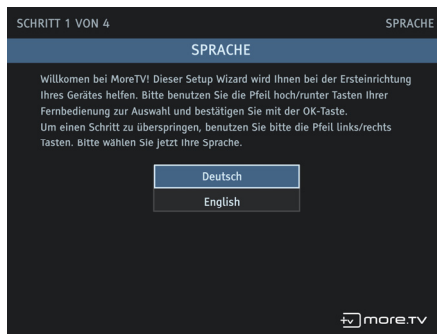 SCHRITT 1 VON 4 SPRACHE
SPRACHE
Willkomen bei MoreTV! Dieser Setup Wizard wird Ihnen bei der Ersteinrichtung
Ihres Gerätes helfen. Bitte benutzen Sie die Pfeil hoch/runter Tasten Ihrer
Fernbedienung zur Auswahl und bestätigen Sie mit der OK-Taste.
Um einen Schritt zu überspringen, benutzen Sie bitte die Pfeil links/rechts
Tasten. Bitte wählen Sie jetzt Ihre Sprache.
Deutsch
English
tv more.tv